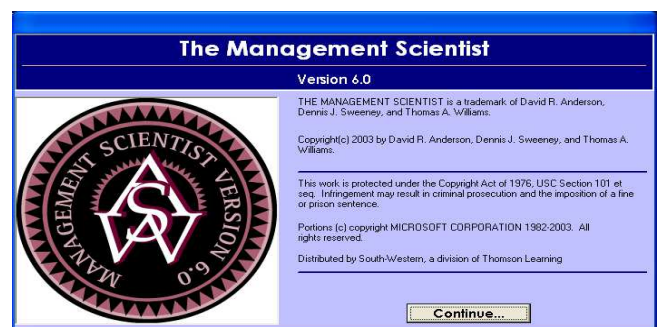 The Management Scientist
Version 6.0
THE MANAGEMENT SCIENTIST is a trademark of David R. Anderson,
Dennis J. Sweeney, and Thomas A. Williams.
Copyright(c) 2003 by David R. Anderson, Dennis J. Sweeney, and Thomas A.
Williams.
This work is protected under the Copyright Act of 1976, USC Section 101 et
seq. Infringement may result in criminal prosecution and the imposition of a fine
or prison sentence.
Portions (c) copyright MICROSOFT CORPORATION 1982-2003. All
rights reserved.
Distributed by South-Western, a division of Thomson Learning
Continue...
MANAGEMENT SCIENTIST VERSION 6.0
MS